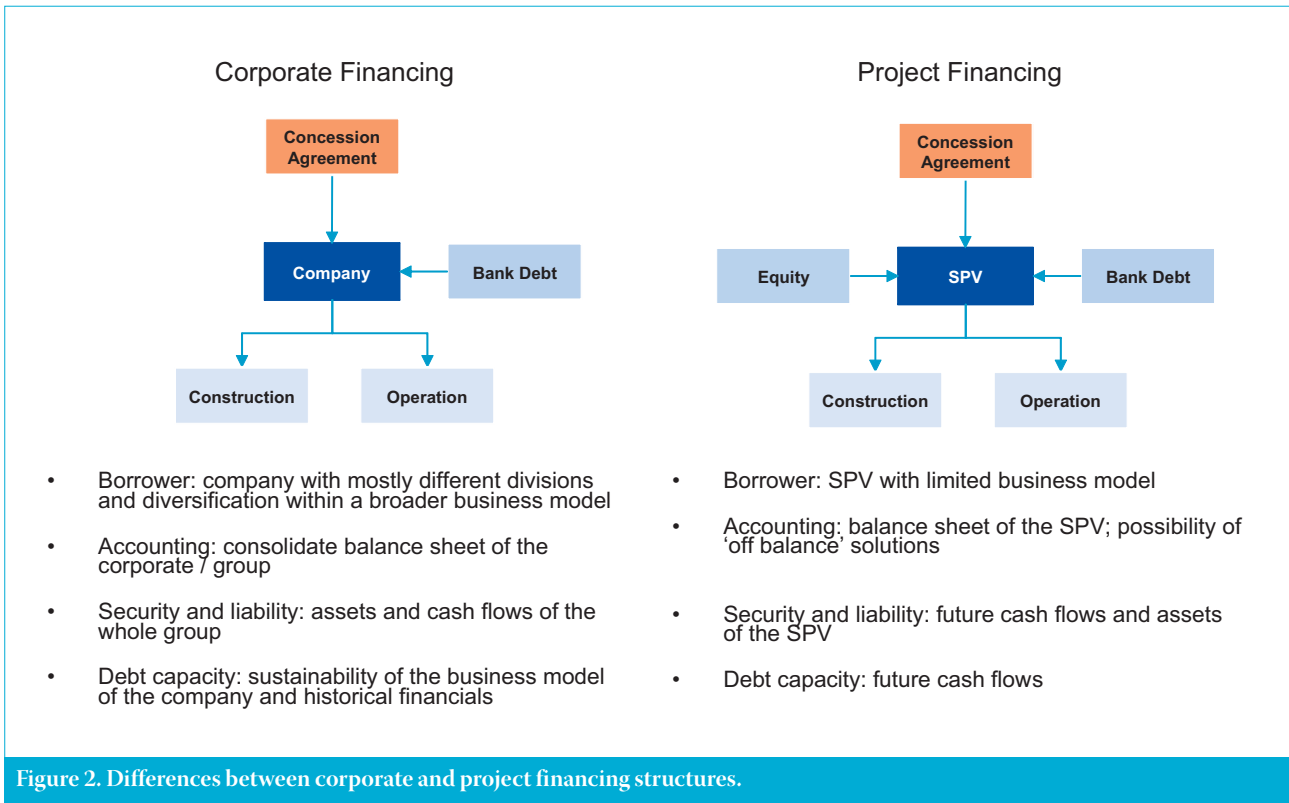 Corporate Financing
Concession
Agreement
Company
Bank Debt
Construction
Operation
• Borrower: company with mostly different divisions
and diversification within a broader business model
• Accounting: consolidate balance sheet of the
corporate / group
• Security and liability: assets and cash flows of the
whole group
• Debt capacity: sustainability of the business model
of the company and historical financials
Project Financing
Concession
Agreement
Equity
SPV
Bank Debt
Construction
Operation
• Borrower: SPV with limited business model
• Accounting: balance sheet of the SPV; possibility of
‘off balance’ solutions
• Security and liability: future cash flows and assets
of the SPV
• Debt capacity: future cash flows
Figure 2. Differences between corporate and project financing structures.